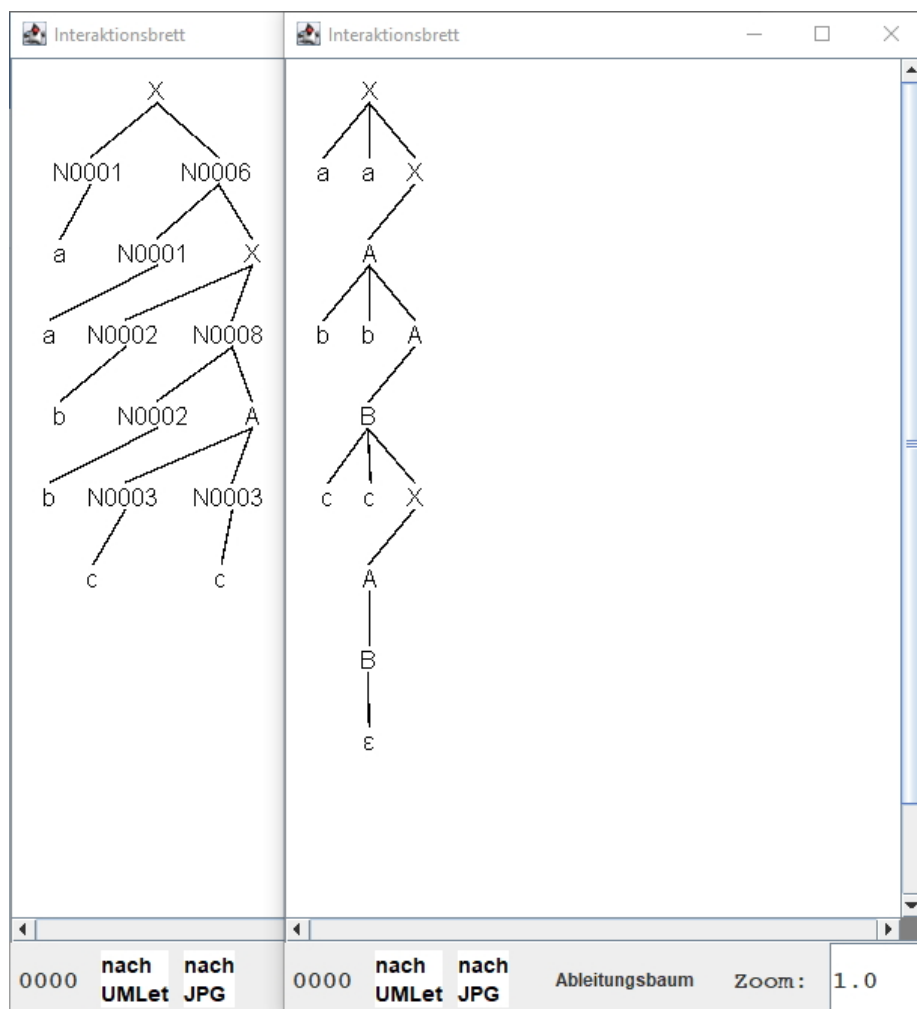 Interaktionsbrett
X
N0001 N0006
a N0001 X
a N0002 N0008
b N0002 A
b N0003 N0003
c c
0000 nach UMLet nach JPG
Interaktionsbrett
X
a a X
A
b b A
B
c c X
A
B
ε
0000 nach UMLet nach JPG Ableitungsbaum Zoom: 1.0